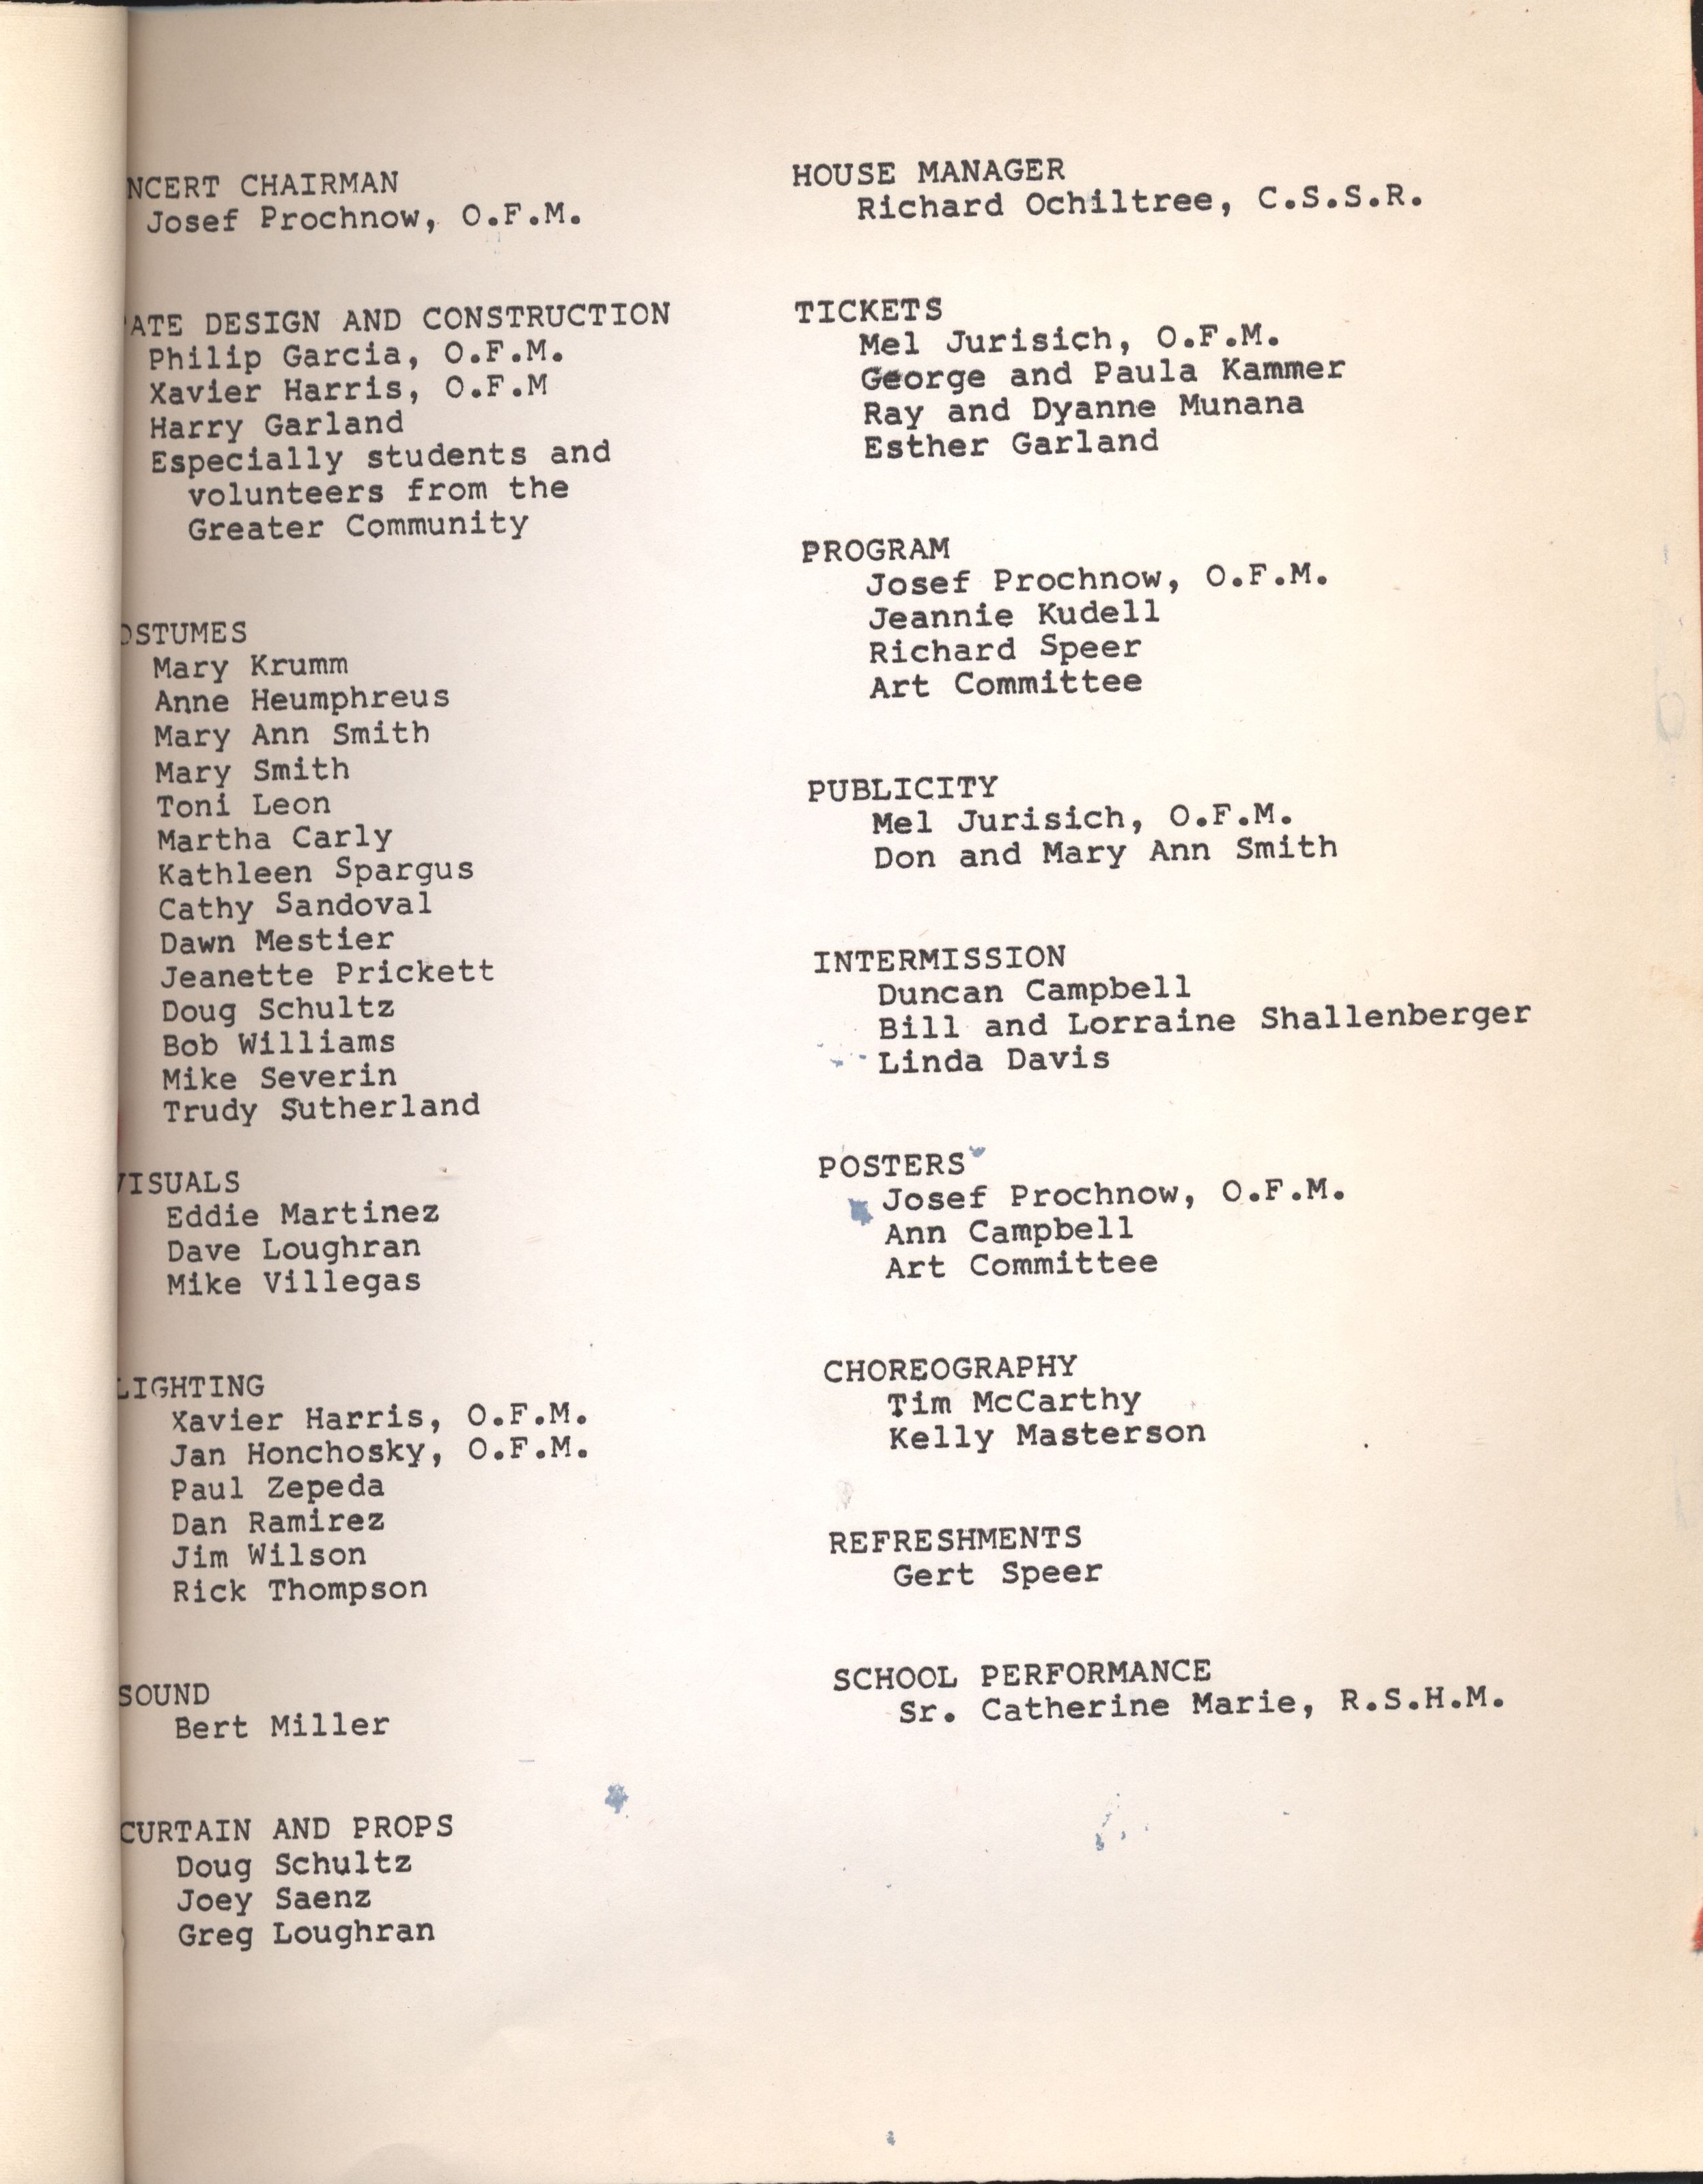 NCERT CHAIRMAN
Josef Prochnow, O.F.M.
ATE DESIGN AND CONSTRUCTION
Philip Garcia, O.F.M.
Xavier Harris, O.F.M
Harry Garland
Especially students and
volunteers from the
Greater Community
OSTUMES
Mary Krumm
Anne Heumphreus
Mary Ann Smith
Mary Smith
Toni Leon
Martha Carly
Kathleen Spargus
Cathy Sandoval
Dawn Mestier
Jeanette Prickett
Doug Schultz
Bob Williams
Mike Severin
Trudy Sutherland
VISUALS
Eddie Martinez
Dave Loughran
Mike Villegas
LIGHTING
Xavier Harris, O.F.M.
Jan Honchosky, O.F.M.
Paul Zepeda
Dan Ramirez
Jim Wilson
Rick Thompson
SOUND
Bert Miller
CURTAIN AND PROPS
Doug Schultz
Joey Saenz
Greg Loughran
HOUSE MANAGER
Richard Ochiltree, C.S.S.R.
TICKETS
Mel Jurisich, O.F.M.
George and Paula Kammer
Ray and Dyanne Munana
Esther Garland
PROGRAM
Josef Prochnow, O.F.M.
Jeannie Kudell
Richard Speer
Art Committee
PUBLICITY
Mel Jurisich, O.F.M.
Don and Mary Ann Smith
INTERMISSION
Duncan Campbell
Bill and Lorraine Shallenberger
Linda Davis
POSTERS
Josef Prochnow, O.F.M.
Ann Campbell
Art Committee
CHOREOGRAPHY
Tim McCarthy
Kelly Masterson
REFRESHMENTS
Gert Speer
SCHOOL PERFORMANCE
Sr. Catherine Marie, R.S.H.M.